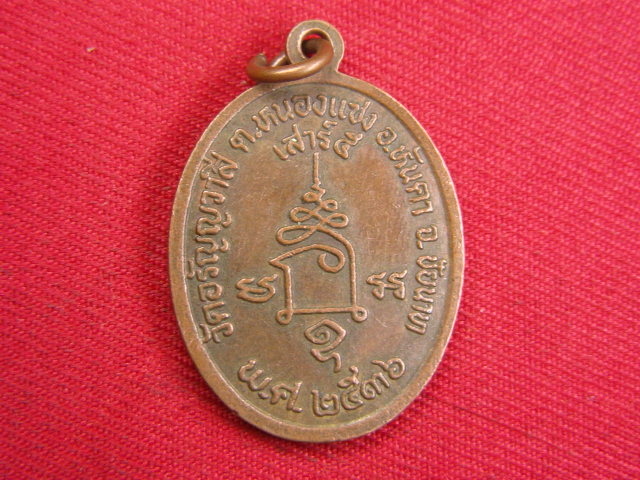 วัดอรัญญวาสี ต.หนองแซง อ.หันคา จ.ชัยนาท
เสาร์ ๕
พ.ศ. ๒๕๓๖